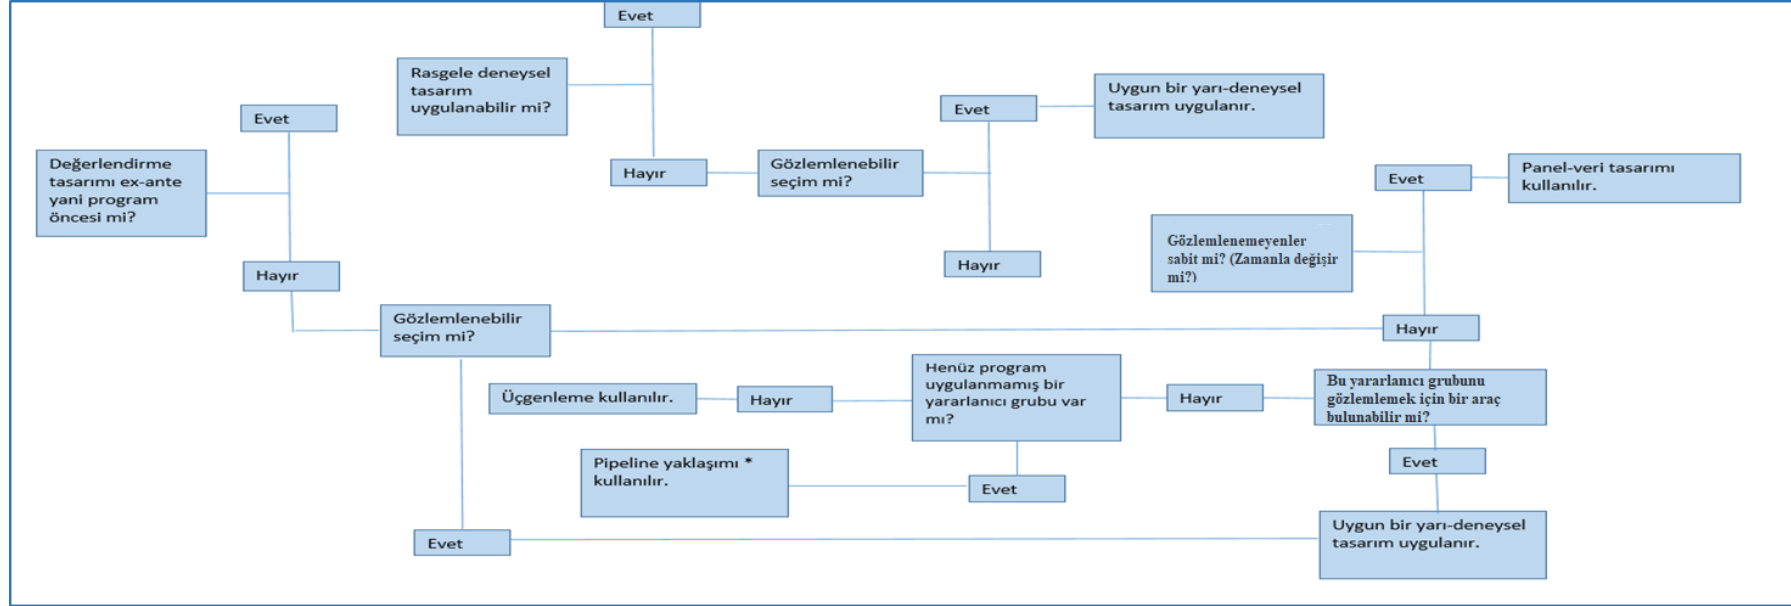 Evet
Rasgele deneysel
tasarım
uygulanabilir mi?
Uygun bir yarı-deneysel
tasarım uygulanır.
Evet
Evet
Değerlendirme
tasarımı ex-ante
yani program
öncesi mi?
Hayır
Gözlemlenebilir
seçim mi?
Evet
Panel-veri tasarımı
kullanılır.
Gözlemlenemeyenler
sabit mi? (Zamanla değişir
mi?)
Hayır
Hayır
Gözlemlenebilir
seçim mi?
Hayır
Henüz program
uygulanmamış bir
yararlanıcı grubu var
mı?
Üçgenleme kullanılır.
Hayır
Hayır
Bu yararlanıcı grubunu
gözlemlemek için bir araç
bulunabilir mi?
Pipeline yaklaşımı *
kullanılır.
Evet
Evet
Evet
Uygun bir yarı-deneysel
tasarım uygulanır.